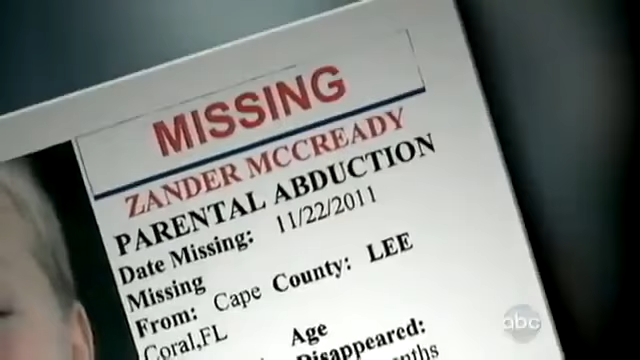 MISSING
ZANDER MCCREADY
PARENTAL ABDUCTION
Date Missing: 11/22/2011
Missing
From: Cape County: LEE
Coral,FL
Age
Disappeared:
abc